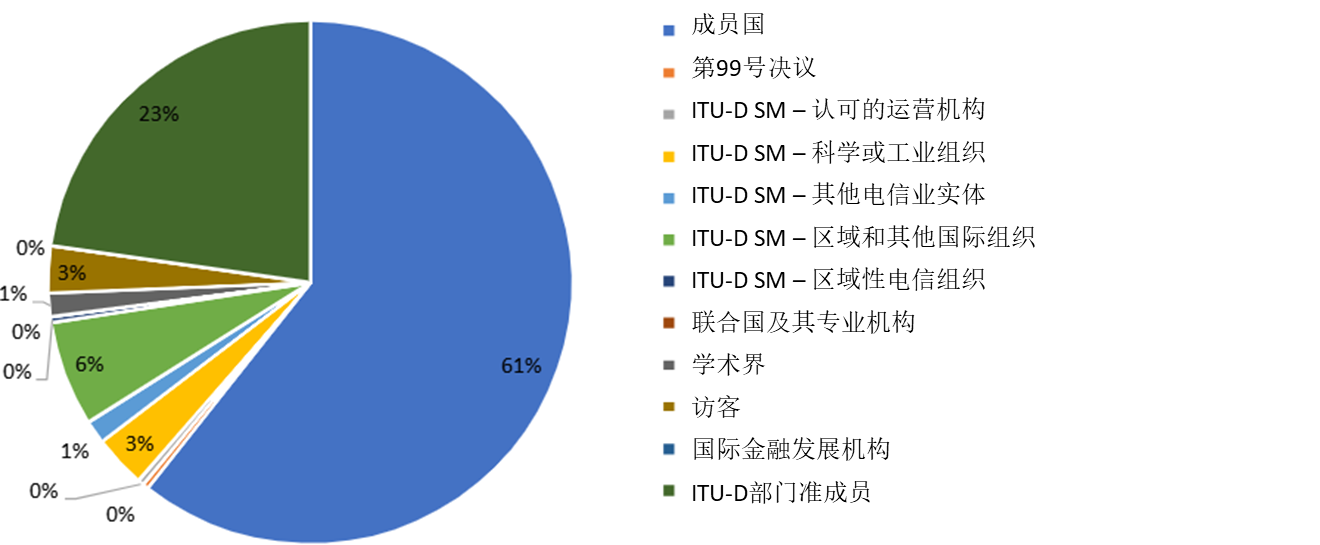 成员国
第99号决议
ITU-D SM – 认可的运营机构
ITU-D SM – 科学或工业组织
ITU-D SM – 其他电信业实体
ITU-D SM – 区域和其他国际组织
ITU-D SM – 区域性电信组织
联合国及其专业机构
学术界
访客
国际金融发展机构
ITU-D部门准成员
23%
0%
3%
1%
0%
0%
6%
1%
3%
0%
0%
61%